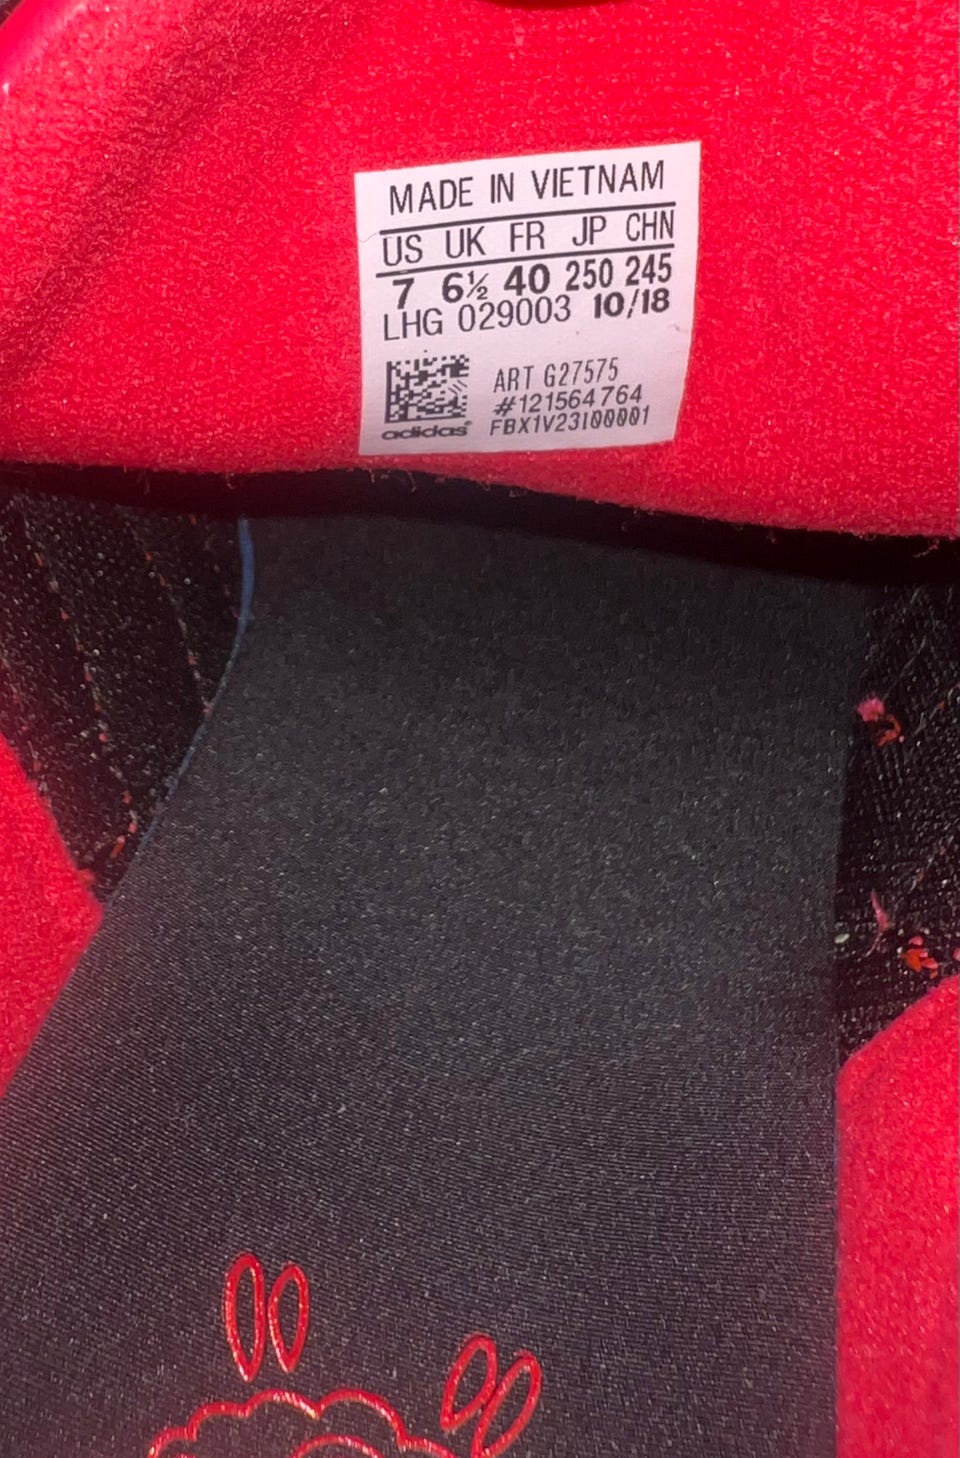 MADE IN VIETNAM
US UK FR JP CHN
7 6½ 40 250 245
LHG 029003 10/18
ART G27575
#121564764
FBX1V23I00001
adidas®